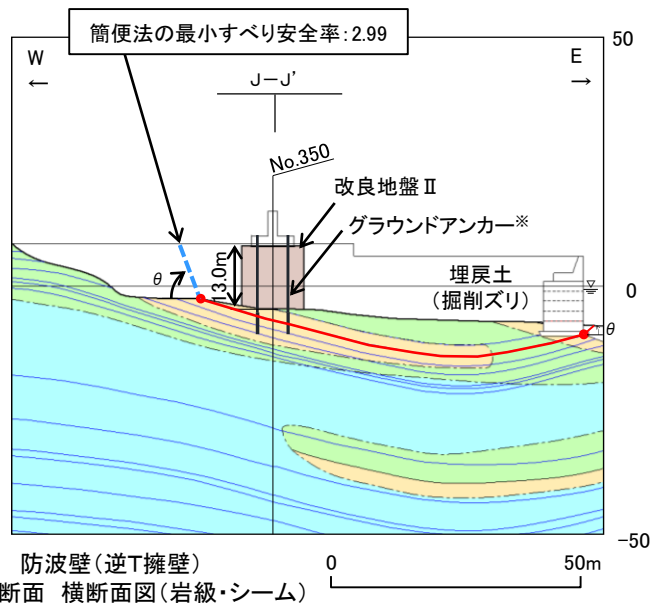 簡便法の最小すべり安全率:2.99
50
W
←
E
→
J-J'
No.350
改良地盤Ⅱ
グラウンドアンカー※
13.0m
θ
埋戻土
(掘削ズリ)
0
θ
-50
防波壁(逆T擁壁)
断面 横断面図(岩級・シーム)
0
50m